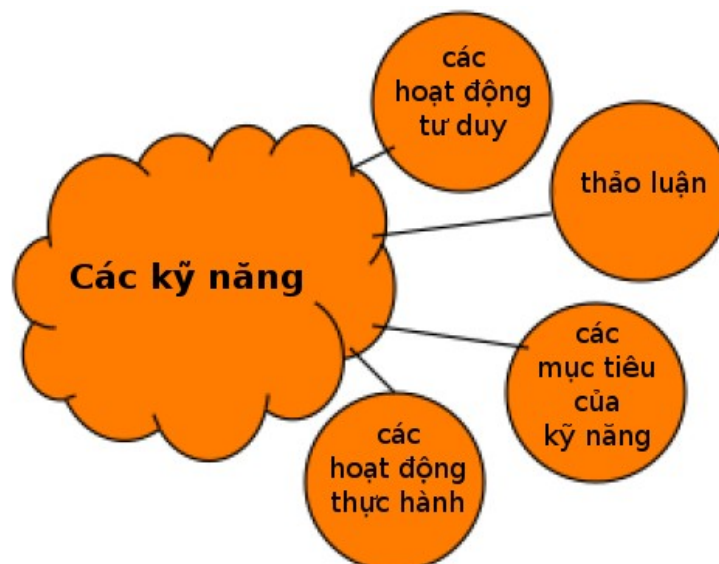 các
hoạt động
tư duy
thảo luận
Các kỹ năng
các
mục tiêu
của
kỹ năng
các
hoạt động
thực hành